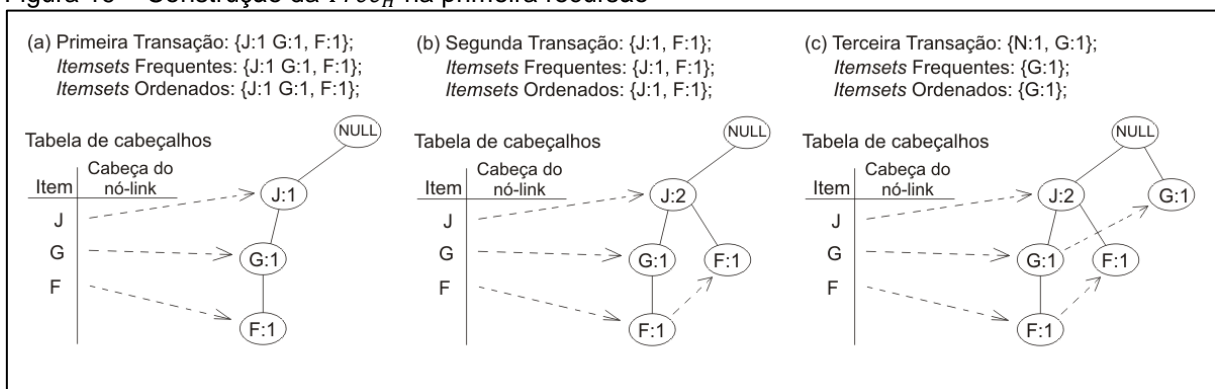 (a) Primeira Transação: {J:1 G:1, F:1};
Itemsets Frequentes: {J:1 G:1, F:1};
Itemsets Ordenados: {J:1 G:1, F:1};
Tabela de cabeçalhos
Item
Cabeça do
nó-link
J
G
F
NULL
J:1
G:1
F:1
(b) Segunda Transação: {J:1, F:1};
Itemsets Frequentes: {J:1, F:1};
Itemsets Ordenados: {J:1, F:1};
Tabela de cabeçalhos
Item
Cabeça do
nó-link
J
G
F
NULL
J:2
G:1
F:1
F:1
(c) Terceira Transação: {N:1, G:1};
Itemsets Frequentes: {G:1};
Itemsets Ordenados: {G:1};
Tabela de cabeçalhos
Item
Cabeça do
nó-link
J
G
F
NULL
J:2
G:1
G:1
F:1
F:1